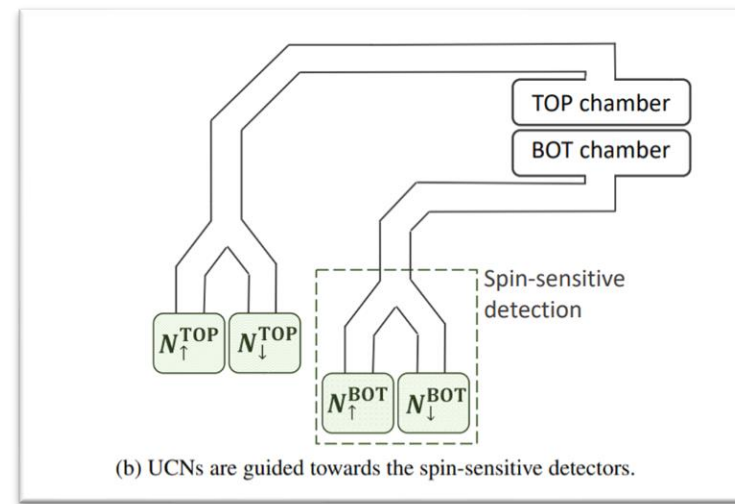 TOP chamber
BOT chamber
Spin-sensitive
detection
N↑^TOP N↓^TOP
N↑^BOT N↓^BOT
(b) UCNs are guided towards the spin-sensitive detectors.